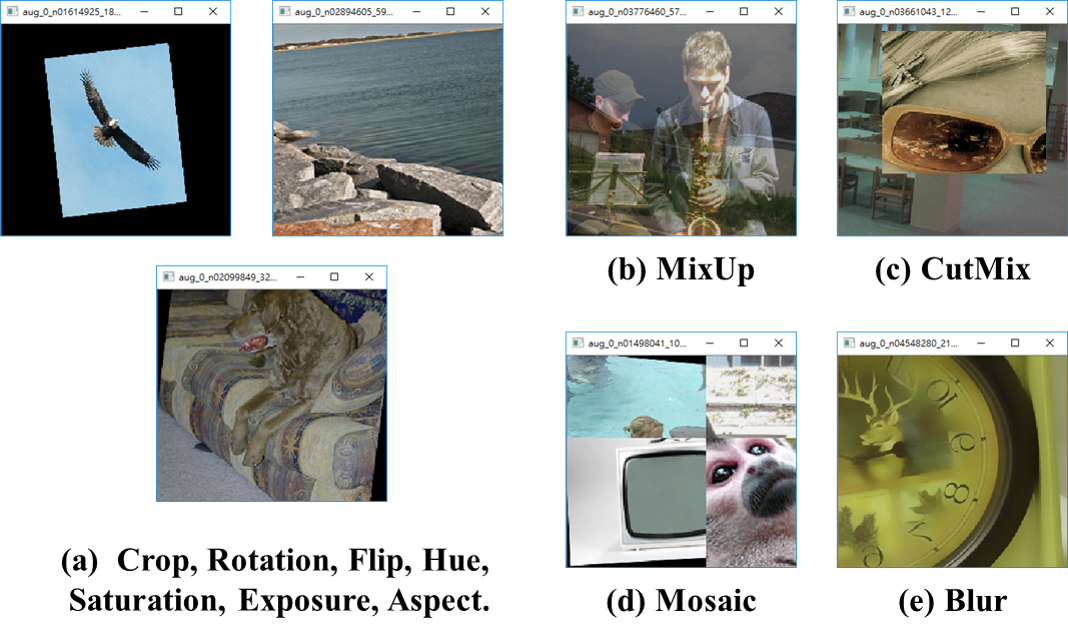 aug_0_n01614925_18...
aug_0_n02894605_59...
aug_0_n03776460_57...
aug_0_n03661043_12...
(b) MixUp
(c) CutMix
aug_0_n02099849_32...
aug_0_n01498041_10...
aug_0_n04548280_21...
(a) Crop, Rotation, Flip, Hue,
Saturation, Exposure, Aspect.
(d) Mosaic
(e) Blur